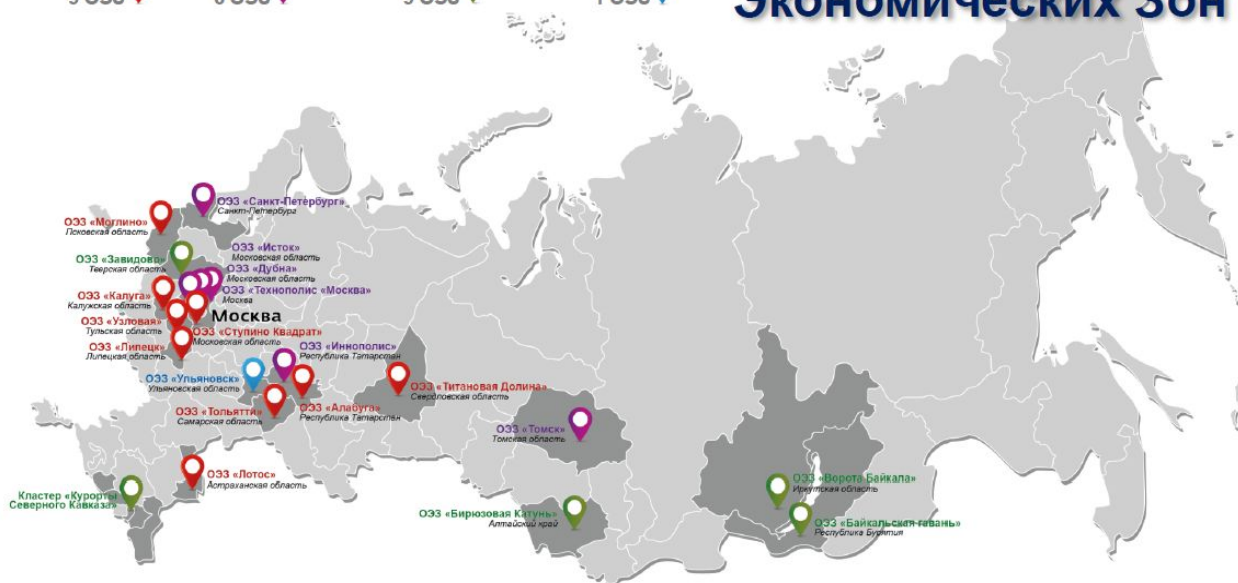 Экономических Зон
ОЭЗ «Санкт-Петербург»
Санкт-Петербург
ОЭЗ «Моглино»
Псковская область
ОЭЗ «Исток»
Московская область
ОЭЗ «Завидово»
Тверская область
ОЭЗ «Дубна»
Московская область
ОЭЗ «Технополис «Москва»
Москва
ОЭЗ «Калуга»
Калужская область
Москва
ОЭЗ «Узловая»
Тульская область
ОЭЗ «Ступино Квадрат»
Московская область
ОЭЗ «Липецк»
Липецкая область
ОЭЗ «Иннополис»
Республика Татарстан
ОЭЗ «Ульяновск»
Ульяновская область
ОЭЗ «Титановая Долина»
Свердловская область
ОЭЗ «Тольятти»
Самарская область
ОЭЗ «Алабуга»
Республика Татарстан
ОЭЗ «Томск»
Томская область
ОЭЗ «Лотос»
Астраханская область
ОЭЗ «Ворота Байкала»
Иркутская область
Кластер «Курорты
Северного Кавказа»
ОЭЗ «Бирюзовая Катунь»
Алтайский край
ОЭЗ «Байкальская гавань»
Республика Бурятия